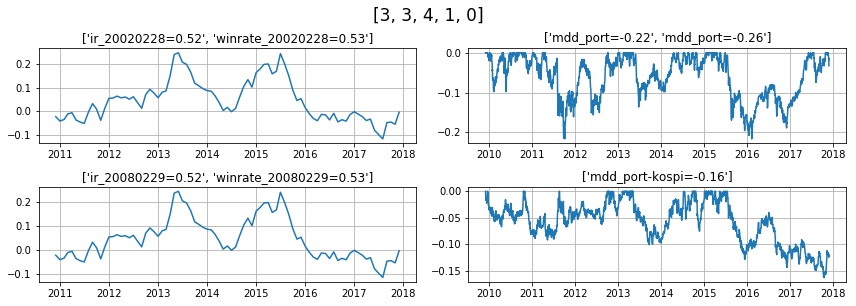 [3, 3, 4, 1, 0]
['ir_20020228=0.52', 'winrate_20020228=0.53']
0.2
0.1
0.0
−0.1
2011 2012 2013 2014 2015 2016 2017 2018
['mdd_port=-0.22', 'mdd_port=-0.26']
0.0
−0.1
−0.2
2010 2011 2012 2013 2014 2015 2016 2017 2018
['ir_20080229=0.52', 'winrate_20080229=0.53']
0.2
0.1
0.0
−0.1
2011 2012 2013 2014 2015 2016 2017 2018
['mdd_port-kospi=-0.16']
0.00
−0.05
−0.10
−0.15
2010 2011 2012 2013 2014 2015 2016 2017 2018